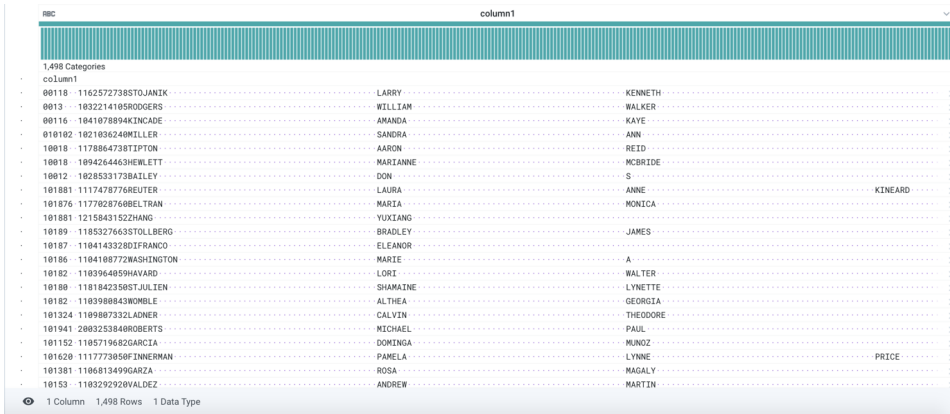 RBC column1
1,498 Categories
column1
00118 1162572738STOJANIK LARRY KENNETH
0013 1032214105RODGERS WILLIAM WALKER
00116 1041078894KINCADE AMANDA KAYE
010102 1021036240MILLER SANDRA ANN
10018 1178864738TIPTON AARON REID
10018 1094264463HEWLETT MARIANNE MCBRIDE
10012 1028533173BAILEY DON S
101881 1117478776REUTER LAURA ANNE KINEARD
101876 1177028760BELTRAN MARIA MONICA
101881 1215843152ZHANG YUXIANG
10189 1185327663STOLLBERG BRADLEY JAMES
10187 1104143328DIFRANCO ELEANOR
10186 1104108772WASHINGTON MARIE A
10182 1103964059HAVARD LORI WALTER
10180 1181842350STJULIEN SHAMAINE LYNETTE
10182 1103980843WOMBLE ALTHEA GEORGIA
101324 1109807332LADNER CALVIN THEODORE
101941 2003253840ROBERTS MICHAEL PAUL
101152 1105719682GARCIA DOMINGA MUNOZ
101620 1117773050FINNERMAN PAMELA LYNNE PRICE
101381 1106813499GARZA ROSA MAGALY
10153 1103292920VALDEZ ANDREW MARTIN
1 Column 1,498 Rows 1 Data Type